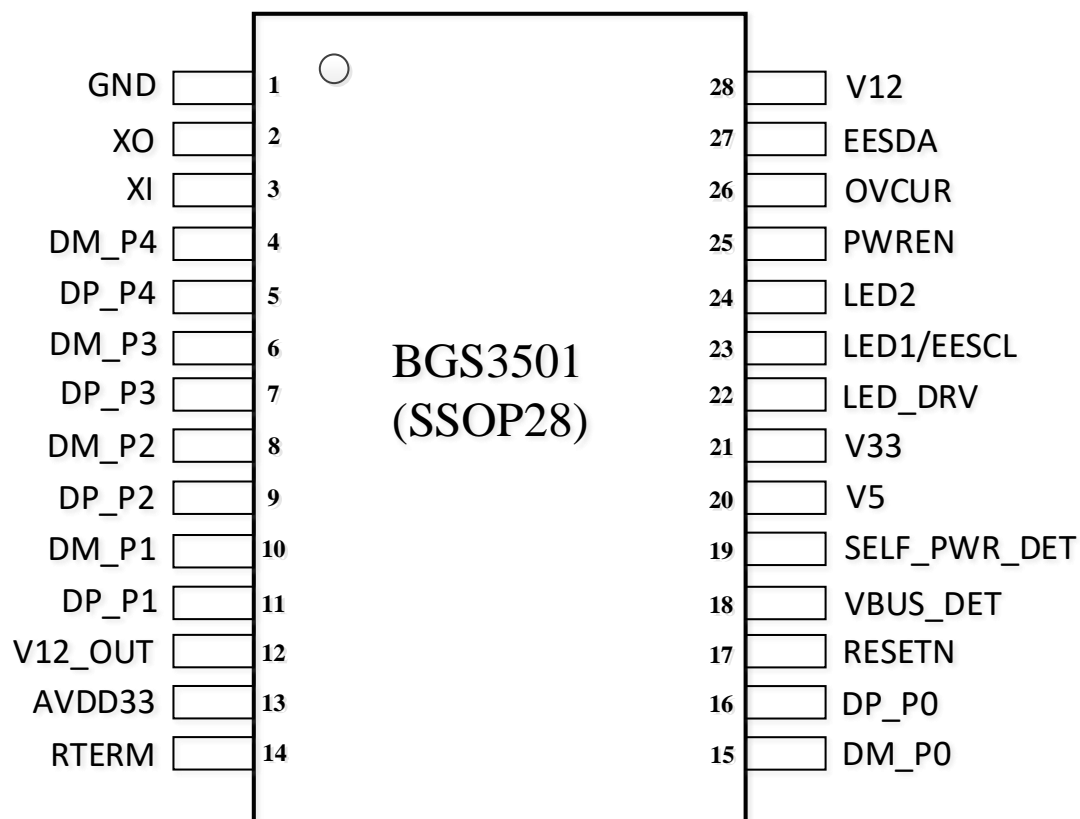 GND 1 28 V12
XO 2 27 EESDA
XI 3 26 OVCUR
DM_P4 4 25 PWREN
DP_P4 5 24 LED2
DM_P3 6 23 LED1/EESCL
DP_P3 7 22 LED_DRV
DM_P2 8 21 V33
DP_P2 9 20 V5
DM_P1 10 19 SELF_PWR_DET
DP_P1 11 18 VBUS_DET
V12_OUT 12 17 RESETN
AVDD33 13 16 DP_P0
RTERM 14 15 DM_P0
BGS3501
(SSOP28)